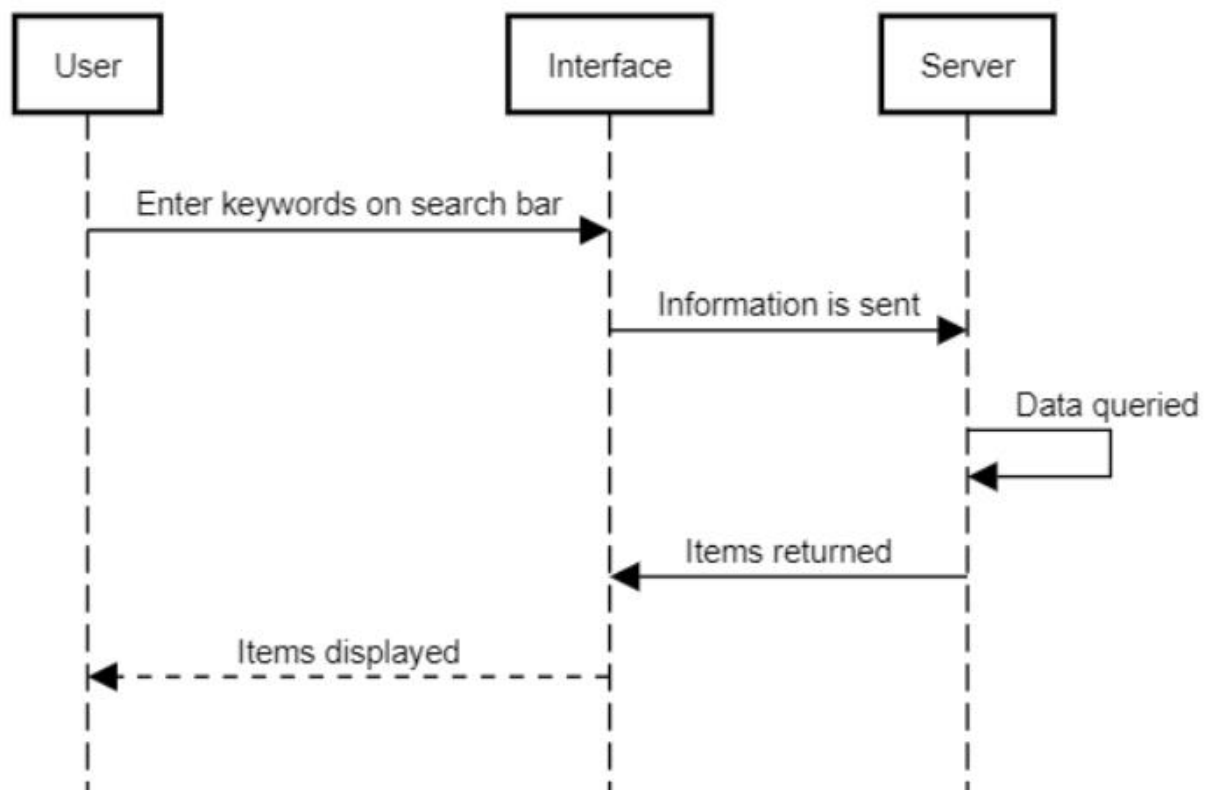 User
Interface
Server
Enter keywords on search bar
Information is sent
Data queried
Items returned
Items displayed